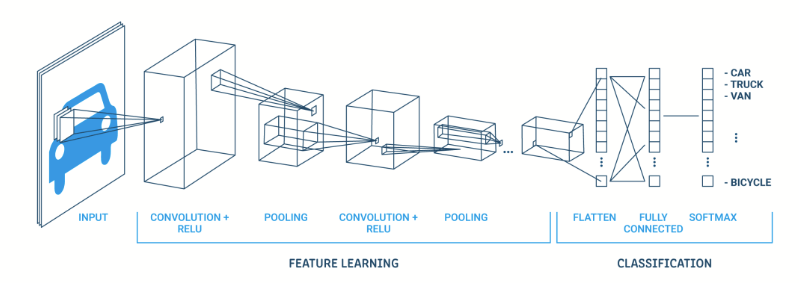 - CAR
- TRUCK
- VAN
- BICYCLE
INPUT
CONVOLUTION +
RELU
POOLING
CONVOLUTION +
RELU
POOLING
FLATTEN
FULLY
CONNECTED
SOFTMAX
FEATURE LEARNING
CLASSIFICATION